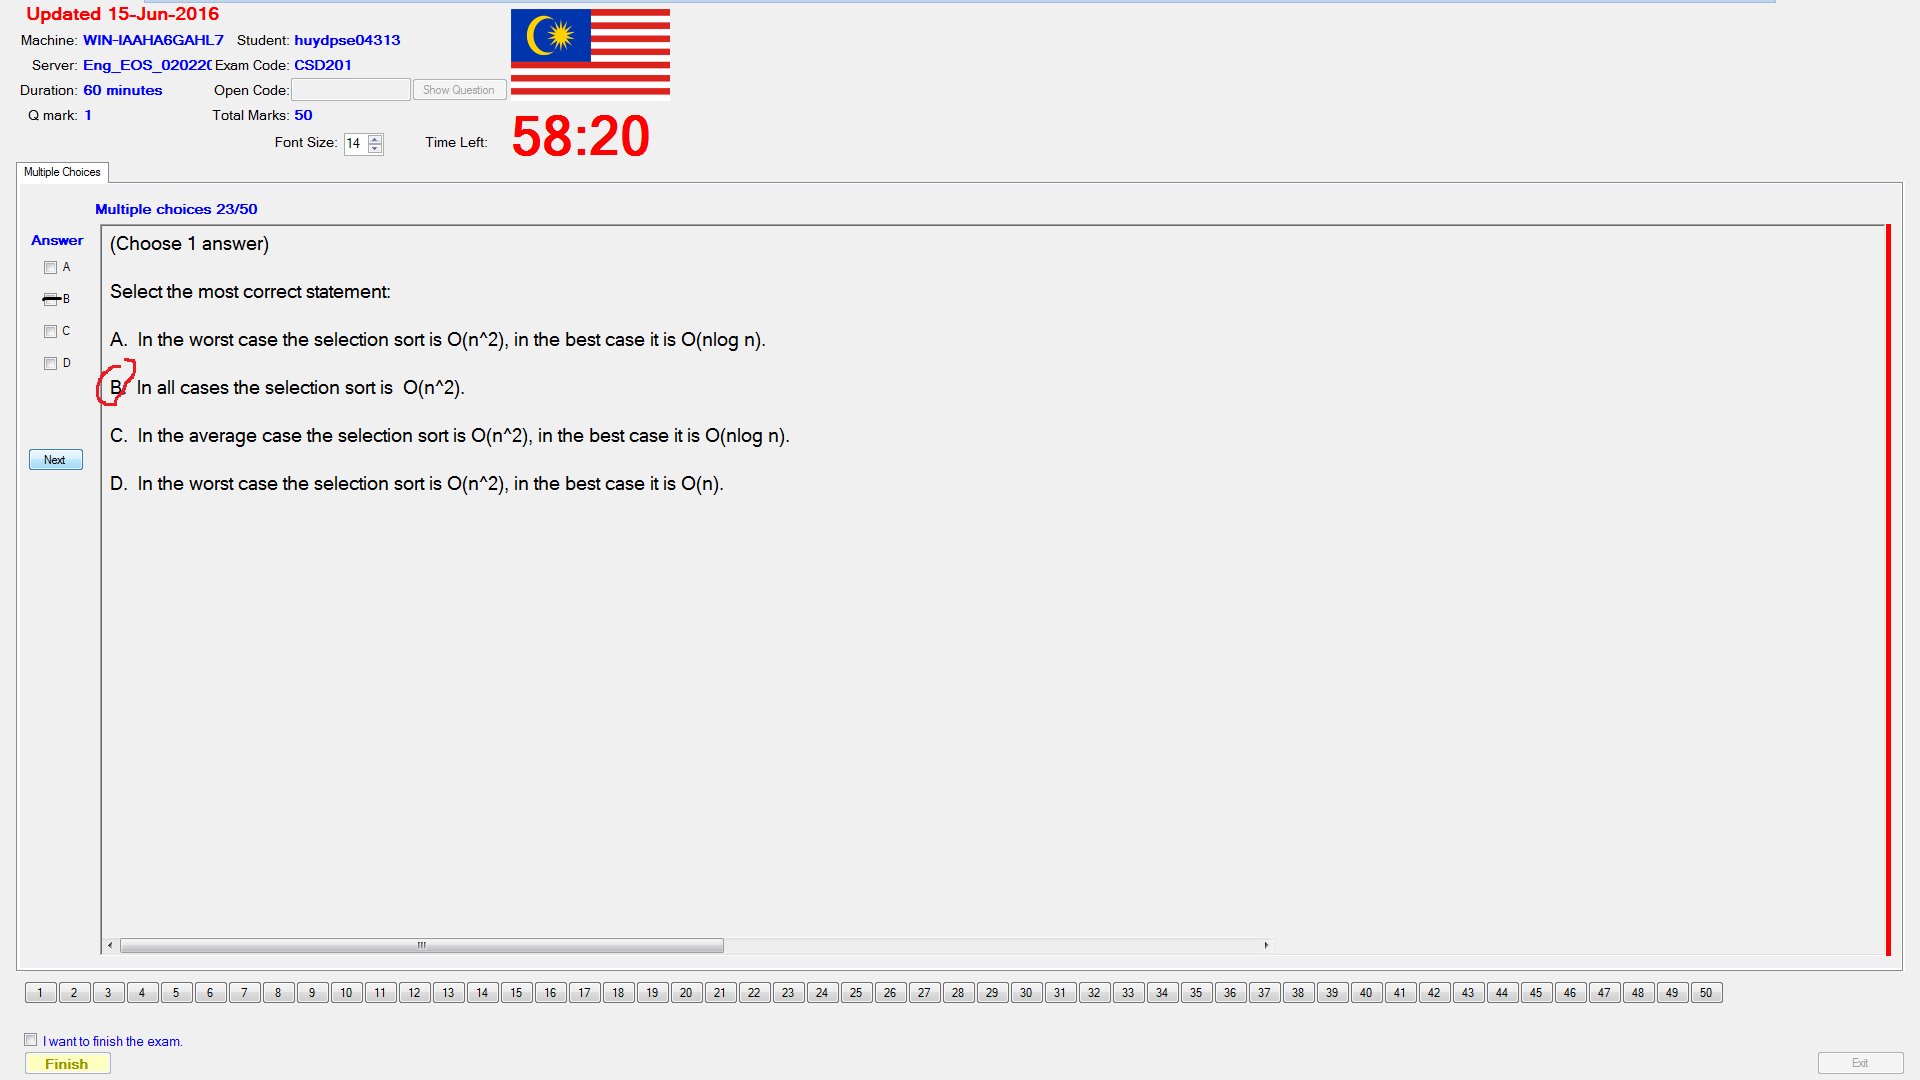 Updated 15-Jun-2016
Machine: WIN-IAAHA6GAHL7 Student: huydpse04313
Server: Eng_EOS_020220 Exam Code: CSD201
Duration: 60 minutes Open Code: Show Question
Q mark: 1 Total Marks: 50
Font Size: 14 Time Left: 58:20
Multiple Choices
Multiple choices 23/50
Answer
A
B
C
D
Next
(Choose 1 answer)
Select the most correct statement:
A. In the worst case the selection sort is O(n^2), in the best case it is O(nlog n).
B. In all cases the selection sort is O(n^2).
C. In the average case the selection sort is O(n^2), in the best case it is O(nlog n).
D. In the worst case the selection sort is O(n^2), in the best case it is O(n).
1 2 3 4 5 6 7 8 9 10 11 12 13 14 15 16 17 18 19 20 21 22 23 24 25 26 27 28 29 30 31 32 33 34 35 36 37 38 39 40 41 42 43 44 45 46 47 48 49 50
I want to finish the exam.
Finish Exit